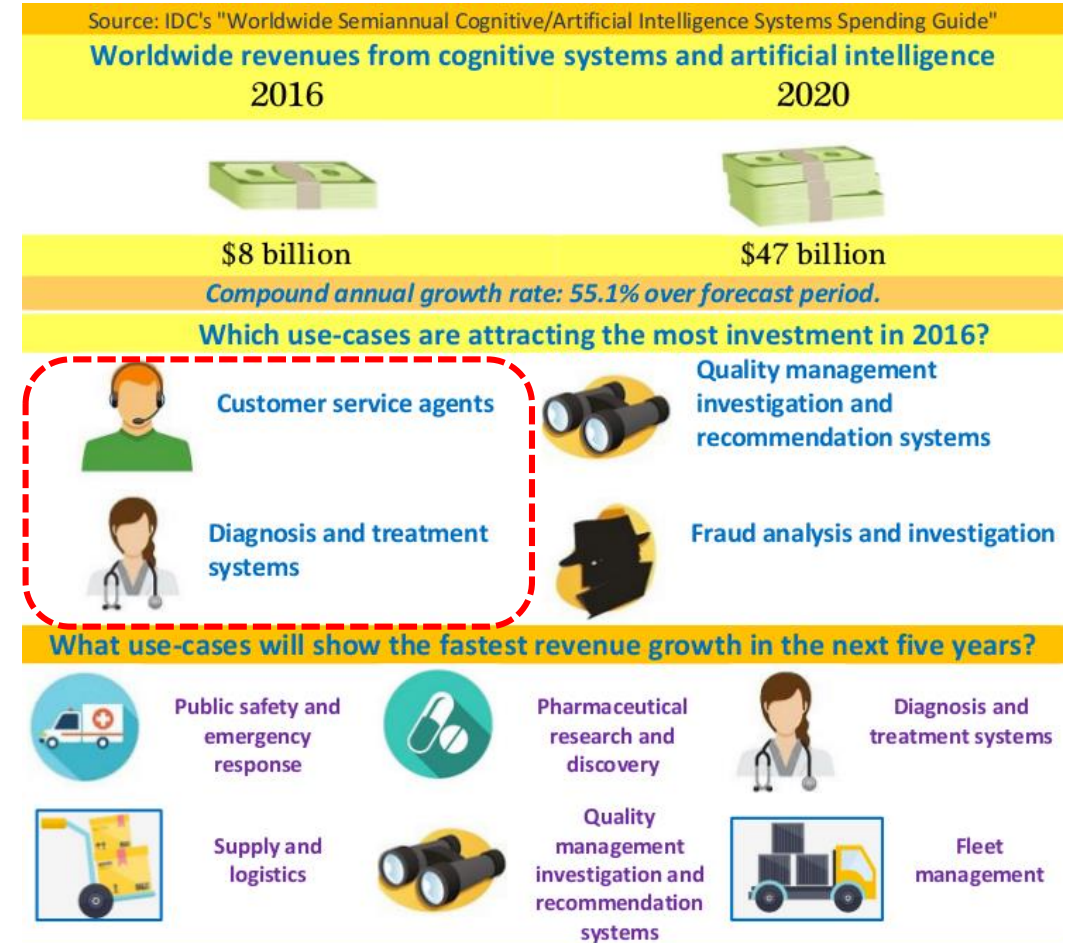 Source: IDC's "Worldwide Semiannual Cognitive/Artificial Intelligence Systems Spending Guide"
Worldwide revenues from cognitive systems and artificial intelligence
2016
2020
$8 billion
$47 billion
Compound annual growth rate: 55.1% over forecast period.
Which use-cases are attracting the most investment in 2016?
Customer service agents
Quality management
investigation and
recommendation systems
Diagnosis and treatment
systems
Fraud analysis and investigation
What use-cases will show the fastest revenue growth in the next five years?
Public safety and
emergency
response
Pharmaceutical
research and
discovery
Diagnosis and
treatment systems
Supply and
logistics
Quality
management
investigation and
recommendation
systems
Fleet
management